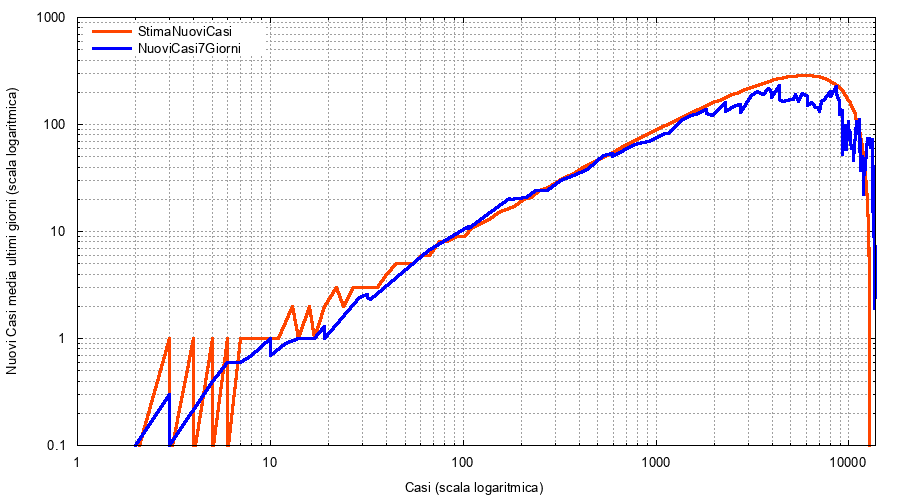 1000
100
10
1
0.1
Nuovi Casi media ultimi giorni (scala logaritmica)
StimaNuoviCasi
NuoviCasi7Giorni
1 10 100 1000 10000
Casi (scala logaritmica)